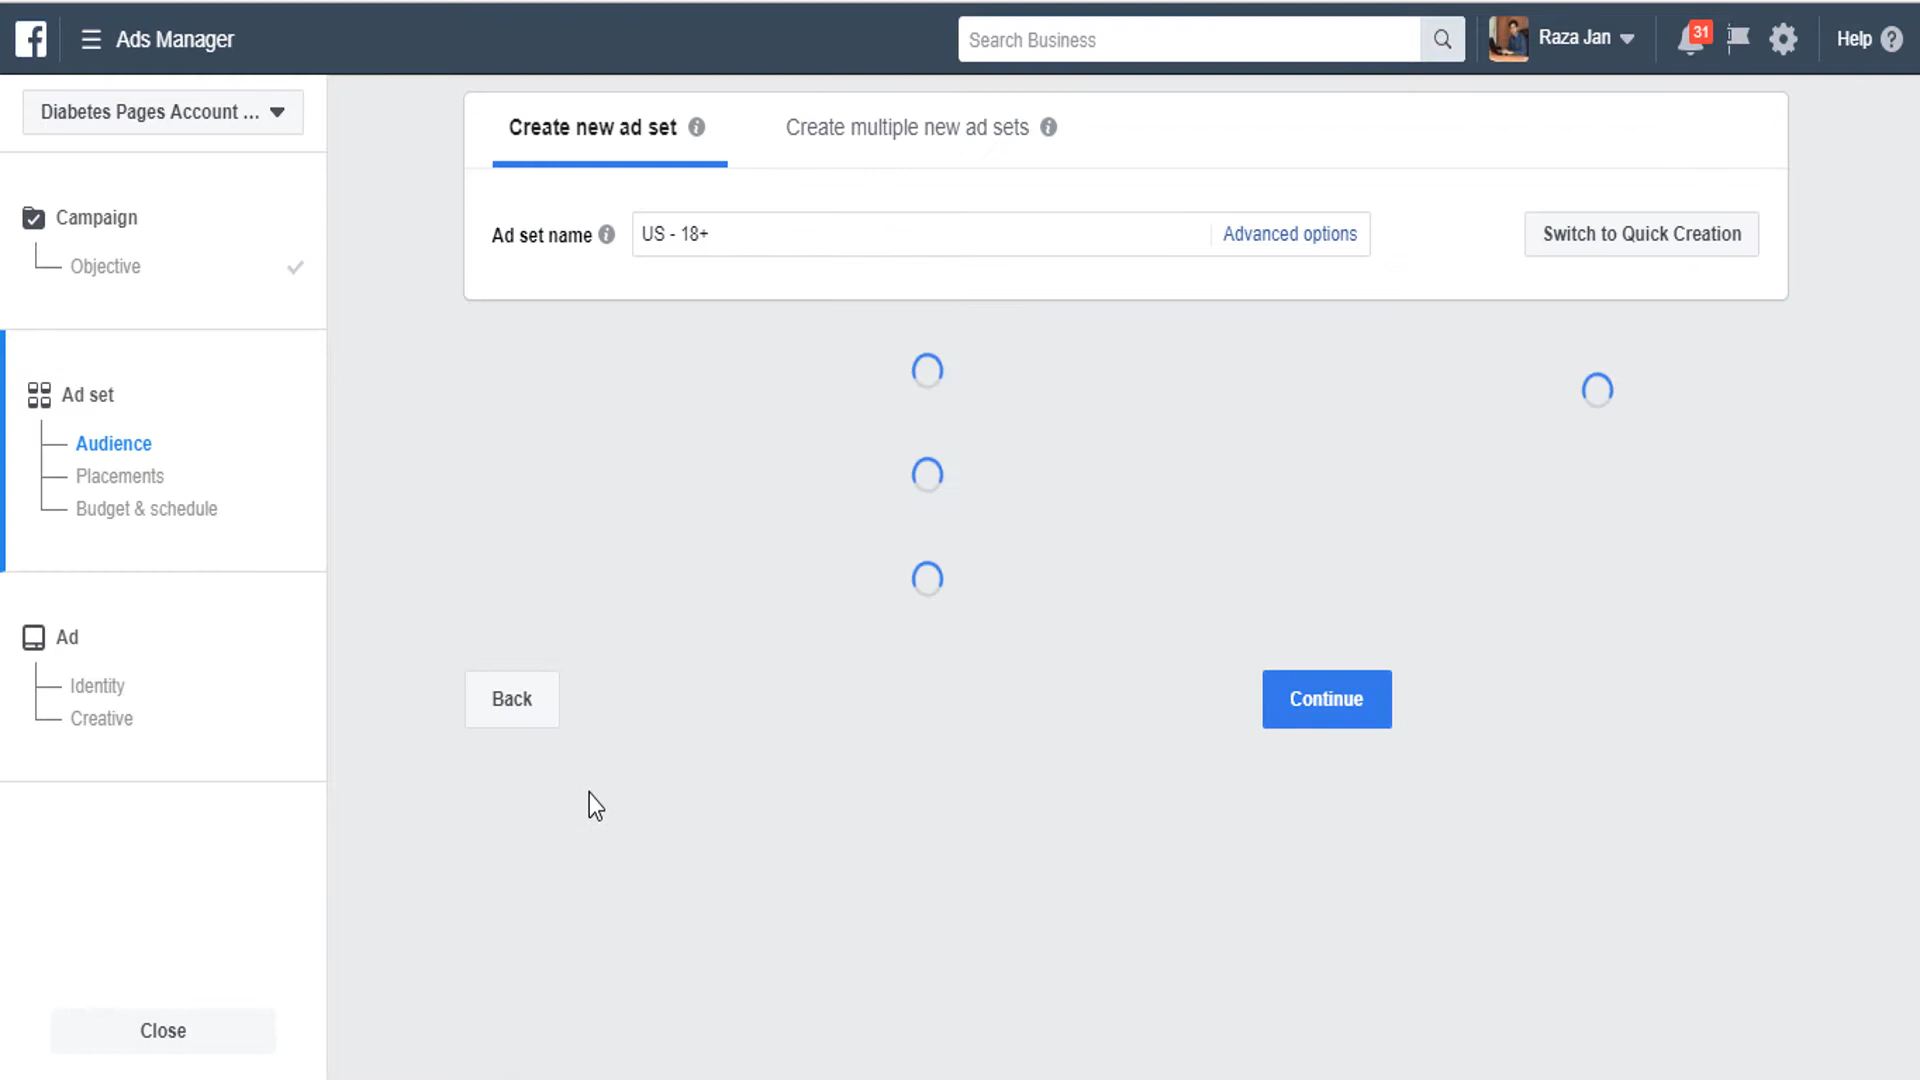 Ads Manager
Search Business
Raza Jan
31
Help
Diabetes Pages Account ...
Create new ad set
Create multiple new ad sets
Campaign
Objective
Ad set name
US - 18+
Advanced options
Switch to Quick Creation
Ad set
Audience
Placements
Budget & schedule
Ad
Identity
Creative
Back
Continue
Close